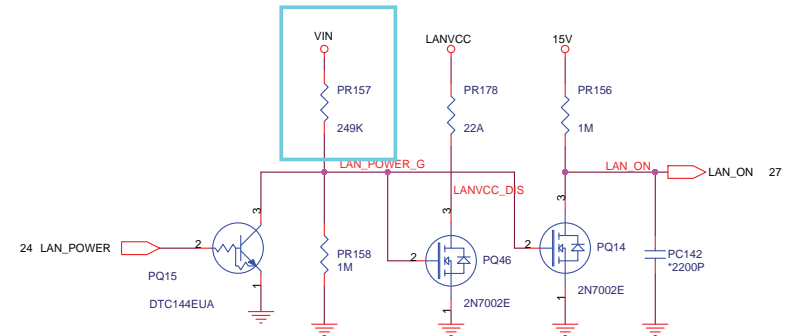 VIN
LANVCC
15V
PR157
PR178
PR156
249K
22A
1M
LAN_POWER_G
LAN_ON
LAN_ON 27
LANVCC_DIS
3
3
3
24 LAN_POWER
2
PR158
1M
2
PQ46
2
PQ14
PC142
*2200P
PQ15
1
1
1
DTC144EUA
2N7002E
2N7002E